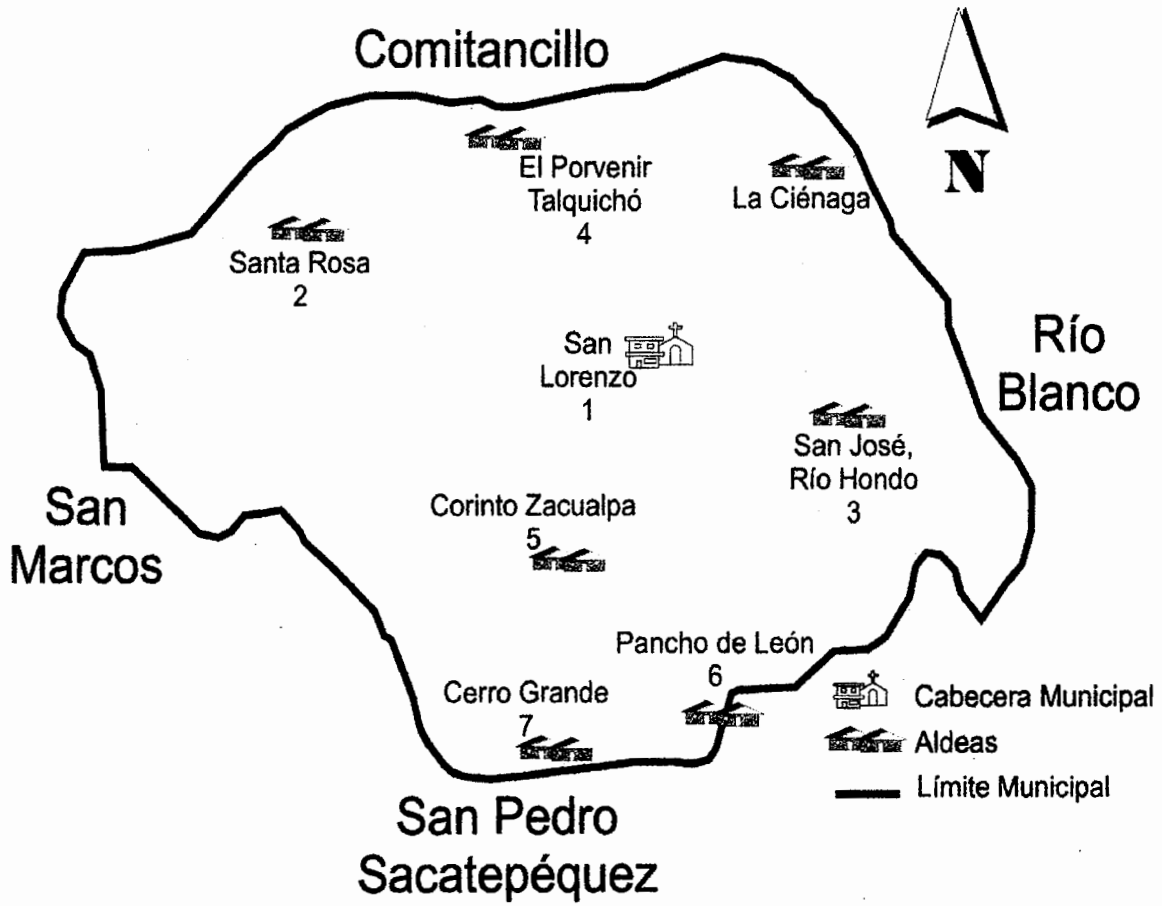 Comitancillo
N
El Porvenir
Talquichó
4
La Ciénaga
Santa Rosa
2
San
Lorenzo
1
Río
Blanco
San José,
Río Hondo
3
San
Marcos
Corinto Zacualpa
5
Pancho de León
6
Cerro Grande
7
Cabecera Municipal
Aldeas
Límite Municipal
San Pedro
Sacatepéquez